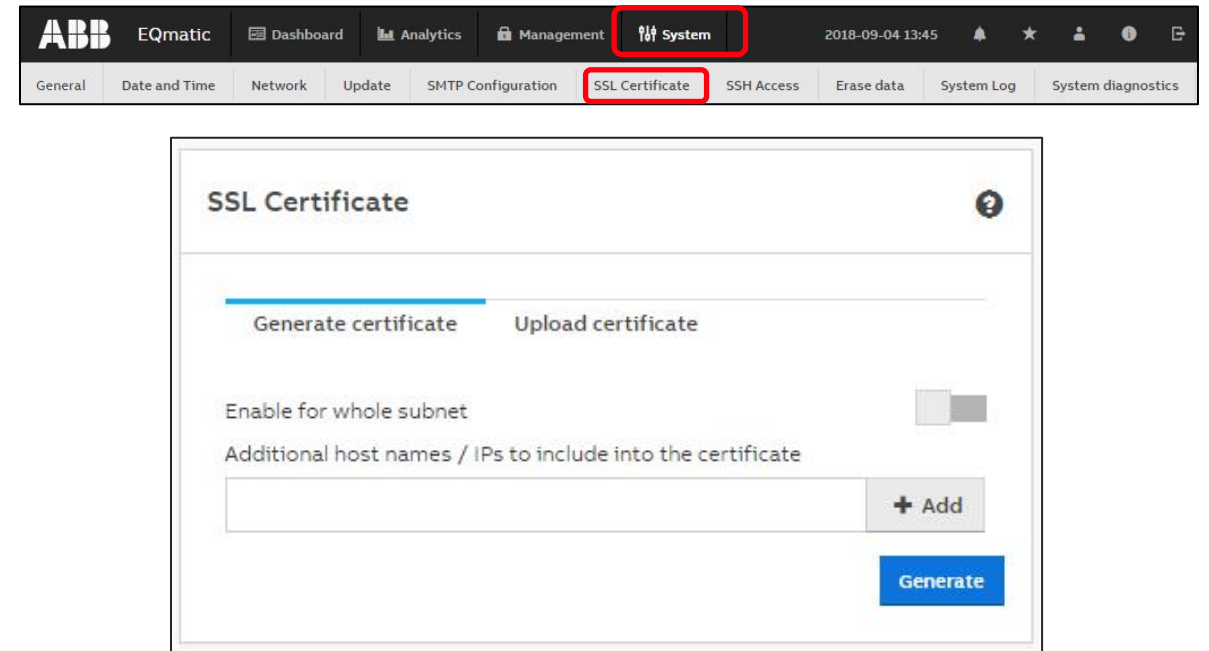 ABB EQmatic Dashboard Analytics Management System 2018-09-04 13:45
General Date and Time Network Update SMTP Configuration SSL Certificate SSH Access Erase data System Log System diagnostics
SSL Certificate
Generate certificate Upload certificate
Enable for whole subnet
Additional host names / IPs to include into the certificate
+ Add
Generate